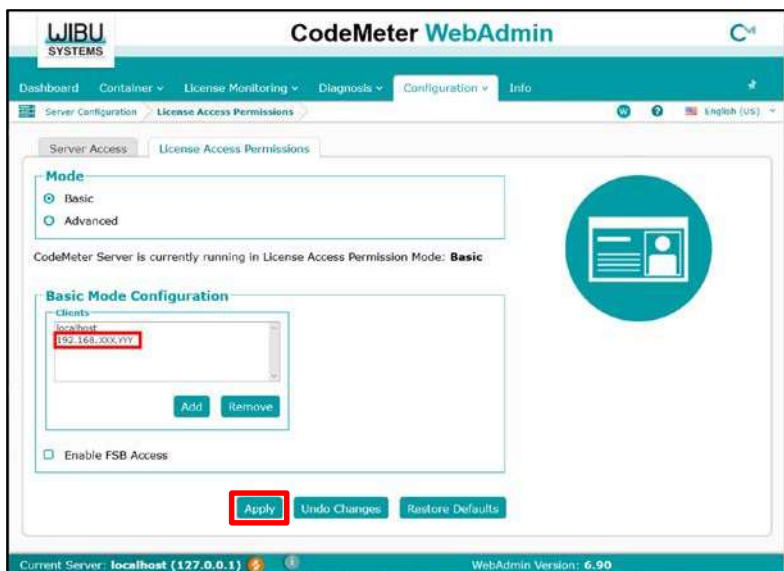 WIBU
SYSTEMS
CodeMeter WebAdmin
Dashboard Container License Monitoring Diagnosis Configuration Info
Server Configuration License Access Permissions English (US)
Server Access License Access Permissions
Mode
Basic
Advanced
CodeMeter Server is currently running in License Access Permission Mode: Basic
Basic Mode Configuration
Clients
localhost
192.168.XXX.YYY
Add Remove
Enable FSB Access
Apply Undo Changes Restore Defaults
Current Server: localhost (127.0.0.1) WebAdmin Version: 6.90